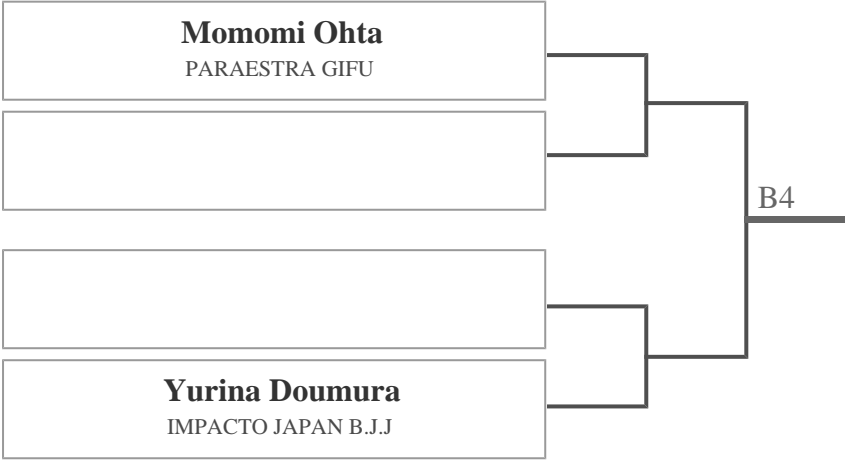 Momomi Ohta
PARAESTRA GIFU
B4
Yurina Doumura
IMPACTO JAPAN B.J.J